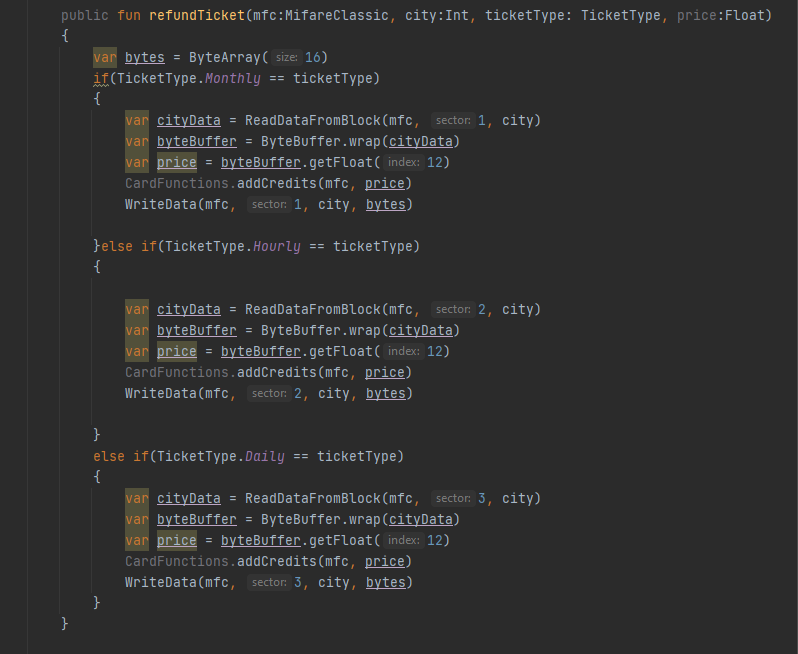 public fun refundTicket(mfc:MifareClassic, city:Int, ticketType: TicketType, price:Float)
{
var bytes = ByteArray( size: 16)
if(TicketType.Monthly == ticketType)
{
var cityData = ReadDataFromBlock(mfc, sector: 1, city)
var byteBuffer = ByteBuffer.wrap(cityData)
var price = byteBuffer.getFloat( index: 12)
CardFunctions.addCredits(mfc, price)
WriteData(mfc, sector: 1, city, bytes)
}else if(TicketType.Hourly == ticketType)
{
var cityData = ReadDataFromBlock(mfc, sector: 2, city)
var byteBuffer = ByteBuffer.wrap(cityData)
var price = byteBuffer.getFloat( index: 12)
CardFunctions.addCredits(mfc, price)
WriteData(mfc, sector: 2, city, bytes)
}
else if(TicketType.Daily == ticketType)
{
var cityData = ReadDataFromBlock(mfc, sector: 3, city)
var byteBuffer = ByteBuffer.wrap(cityData)
var price = byteBuffer.getFloat( index: 12)
CardFunctions.addCredits(mfc, price)
WriteData(mfc, sector: 3, city, bytes)
}
}